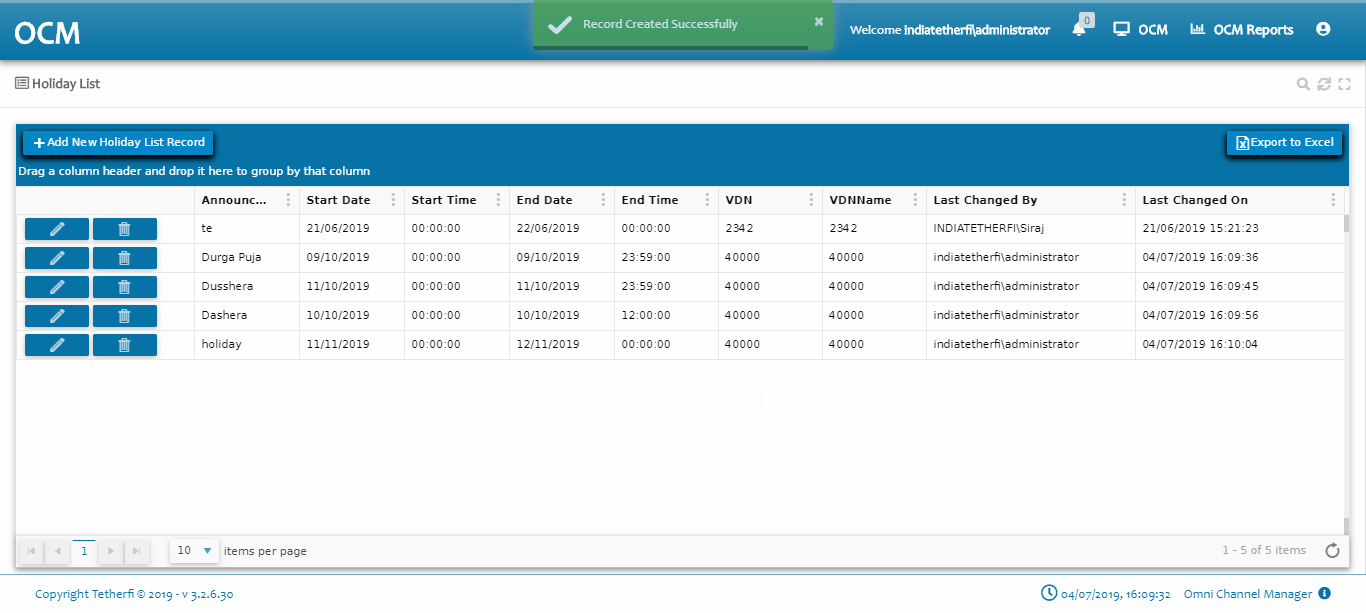 OCM
Record Created Successfully
Welcome indiatetherfi\administrator
0
OCM
OCM Reports
Holiday List
Add New Holiday List Record
Export to Excel
Drag a column header and drop it here to group by that column
Announc... Start Date Start Time End Date End Time VDN VDNName Last Changed By Last Changed On
te 21/06/2019 00:00:00 22/06/2019 00:00:00 2342 2342 INDIATETHERFI\Siraj 21/06/2019 15:21:23
Durga Puja 09/10/2019 00:00:00 09/10/2019 23:59:00 40000 40000 indiatetherfi\administrator 04/07/2019 16:09:36
Dusshera 11/10/2019 00:00:00 11/10/2019 23:59:00 40000 40000 indiatetherfi\administrator 04/07/2019 16:09:45
Dashera 10/10/2019 00:00:00 10/10/2019 12:00:00 40000 40000 indiatetherfi\administrator 04/07/2019 16:09:56
holiday 11/11/2019 00:00:00 12/11/2019 00:00:00 40000 40000 indiatetherfi\administrator 04/07/2019 16:10:04
1 10 items per page 1 - 5 of 5 items
Copyright Tetherfi © 2019 - v 3.2.6.30 04/07/2019, 16:09:32 Omni Channel Manager